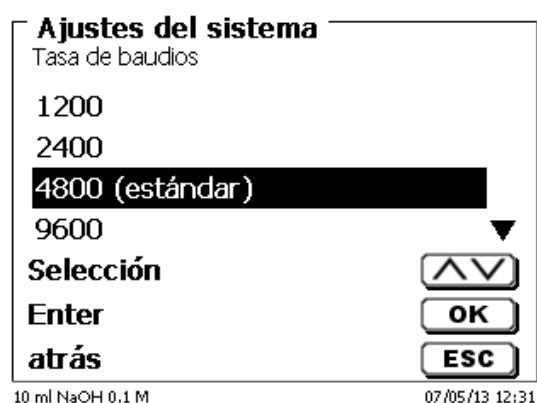 Ajustes del sistema
Tasa de baudios
1200
2400
4800 (estándar)
9600
Selección
Enter OK
atrás ESC
10 ml NaOH 0.1 M 07/05/13 12:31